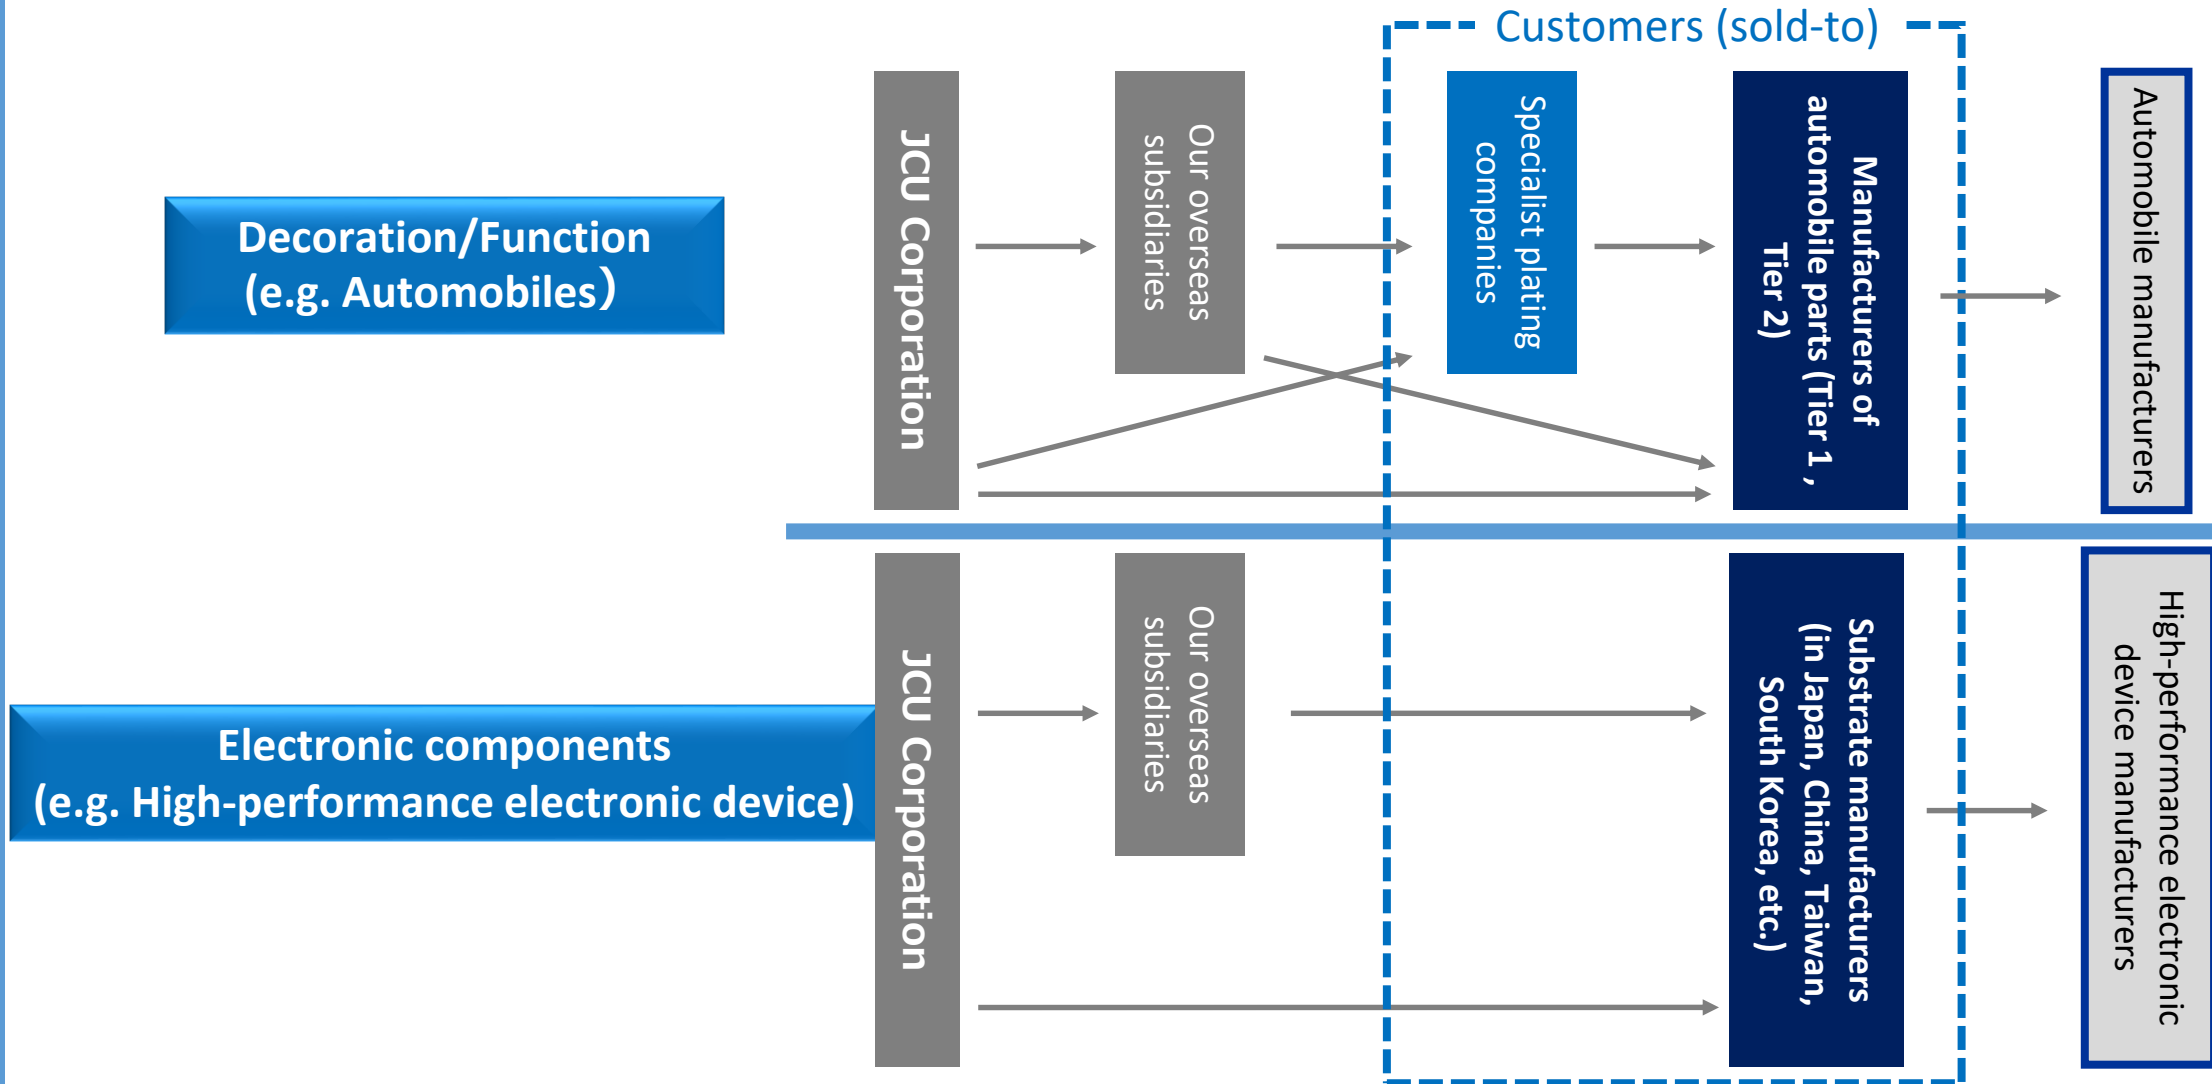 Customers (sold-to)
Decoration/Function
(e.g. Automobiles）
JCU Corporation
Our overseas
subsidiaries
Specialist plating
companies
Manufacturers of
automobile parts (Tier 1 ,
Tier 2)
Automobile manufacturers
Electronic components
(e.g. High-performance electronic device)
JCU Corporation
Our overseas
subsidiaries
Substrate manufacturers
(in Japan, China, Taiwan,
South Korea, etc.)
High-performance electronic
device manufacturers